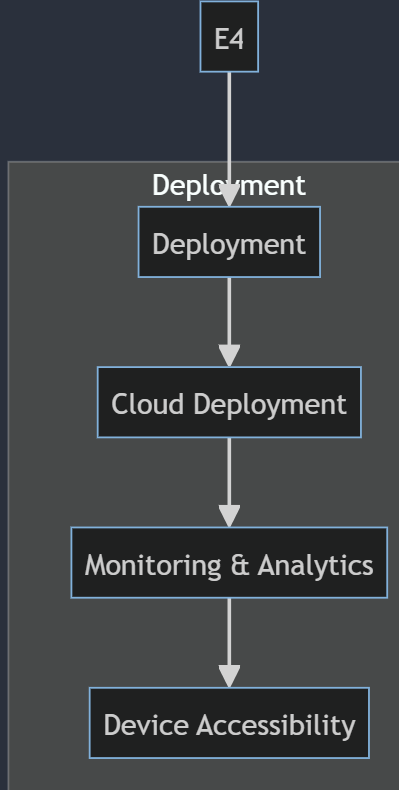 E4
Deployment
Deployment
Cloud Deployment
Monitoring & Analytics
Device Accessibility